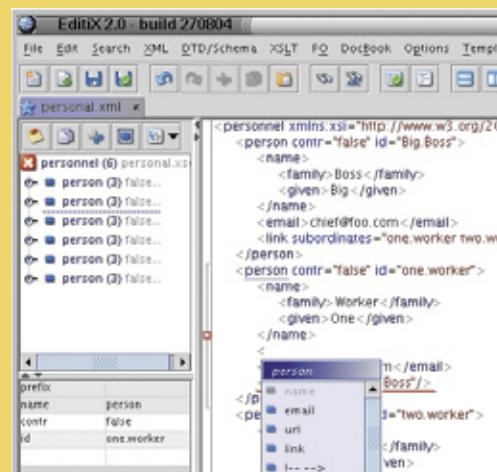 EditiX 2.0 - build 270804
File Edit Search XML DTD/Schema XSLT FO DocBook Options Templ
personal.xml ×
personnel (6) personal.xs
person (3) false...
person (3) false...
person (3) false...
person (3) false...
person (3) false...
prefix
name person
contr false
id one.worker
<personnel xmlns:xsi="http://www.w3.org/20
<person contr="false" id="Big.Boss">
<name>
<family>Boss</family>
<given>Big</given>
</name>
<email>chief@foo.com</email>
<link subordinates="one.worker two.w
</person>
<person contr="false" id="one.worker">
<name>
<family>Worker</family>
<given>One</given>
</name>
<
m</email>
Boss"/>
</p
<pe
d="two.worker">
</family>
ven>
person
name
email
url
link
!-- -->